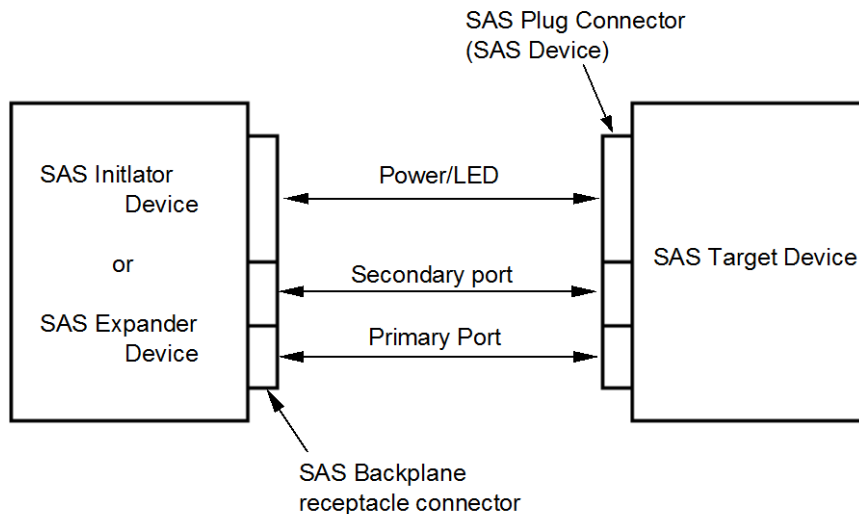 SAS Plug Connector
(SAS Device)
SAS Initlator
Device
or
SAS Expander
Device
Power/LED
Secondary port
Primary Port
SAS Target Device
SAS Backplane
receptacle connector